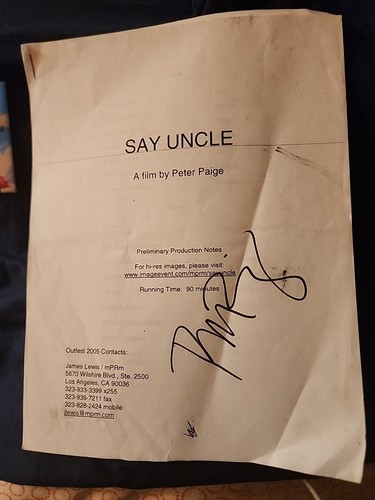 SAY UNCLE
A film by Peter Paige
Preliminary Production Notes
For hi-res images, please visit:
www.imageevent.com/mprm/sayuncle
Running Time: 90 minutes
Outfest 2005 Contacts:
James Lewis / mPRm
5670 Wilshire Blvd., Ste. 2500
Los Angeles, CA 90036
323-933-3399 x255
323-939-7211 fax
323-828-2424 mobile
jlewis@mprm.com